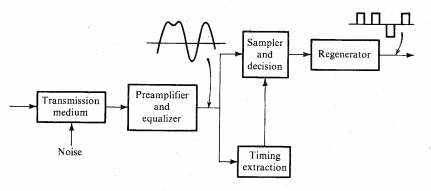 Transmission
medium
Noise
Preamplifier
and
equalizer
Sampler
and
decision
Regenerator
Timing
extraction